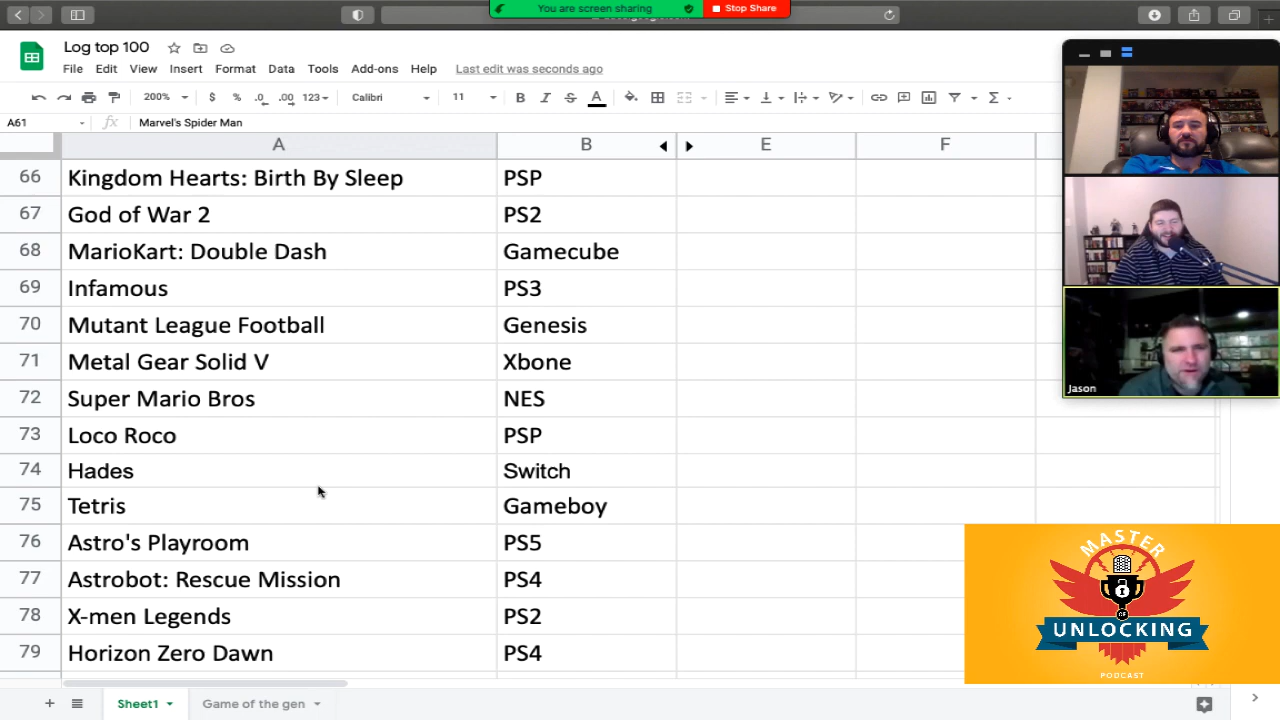 You are screen sharing
Stop Share
Log top 100
File Edit View Insert Format Data Tools Add-ons Help Last edit was seconds ago
200% $ % .0 .00 123 Calibri 11 B I S A
A61 fx Marvel's Spider Man
A B E F
66 Kingdom Hearts: Birth By Sleep PSP
67 God of War 2 PS2
68 MarioKart: Double Dash Gamecube
69 Infamous PS3
70 Mutant League Football Genesis
71 Metal Gear Solid V Xbone
72 Super Mario Bros NES
73 Loco Roco PSP
74 Hades Switch
75 Tetris Gameboy
76 Astro's Playroom PS5
77 Astrobot: Rescue Mission PS4
78 X-men Legends PS2
79 Horizon Zero Dawn PS4
Sheet1 Game of the gen
Jason
MASTER
OF
UNLOCKING
PODCAST